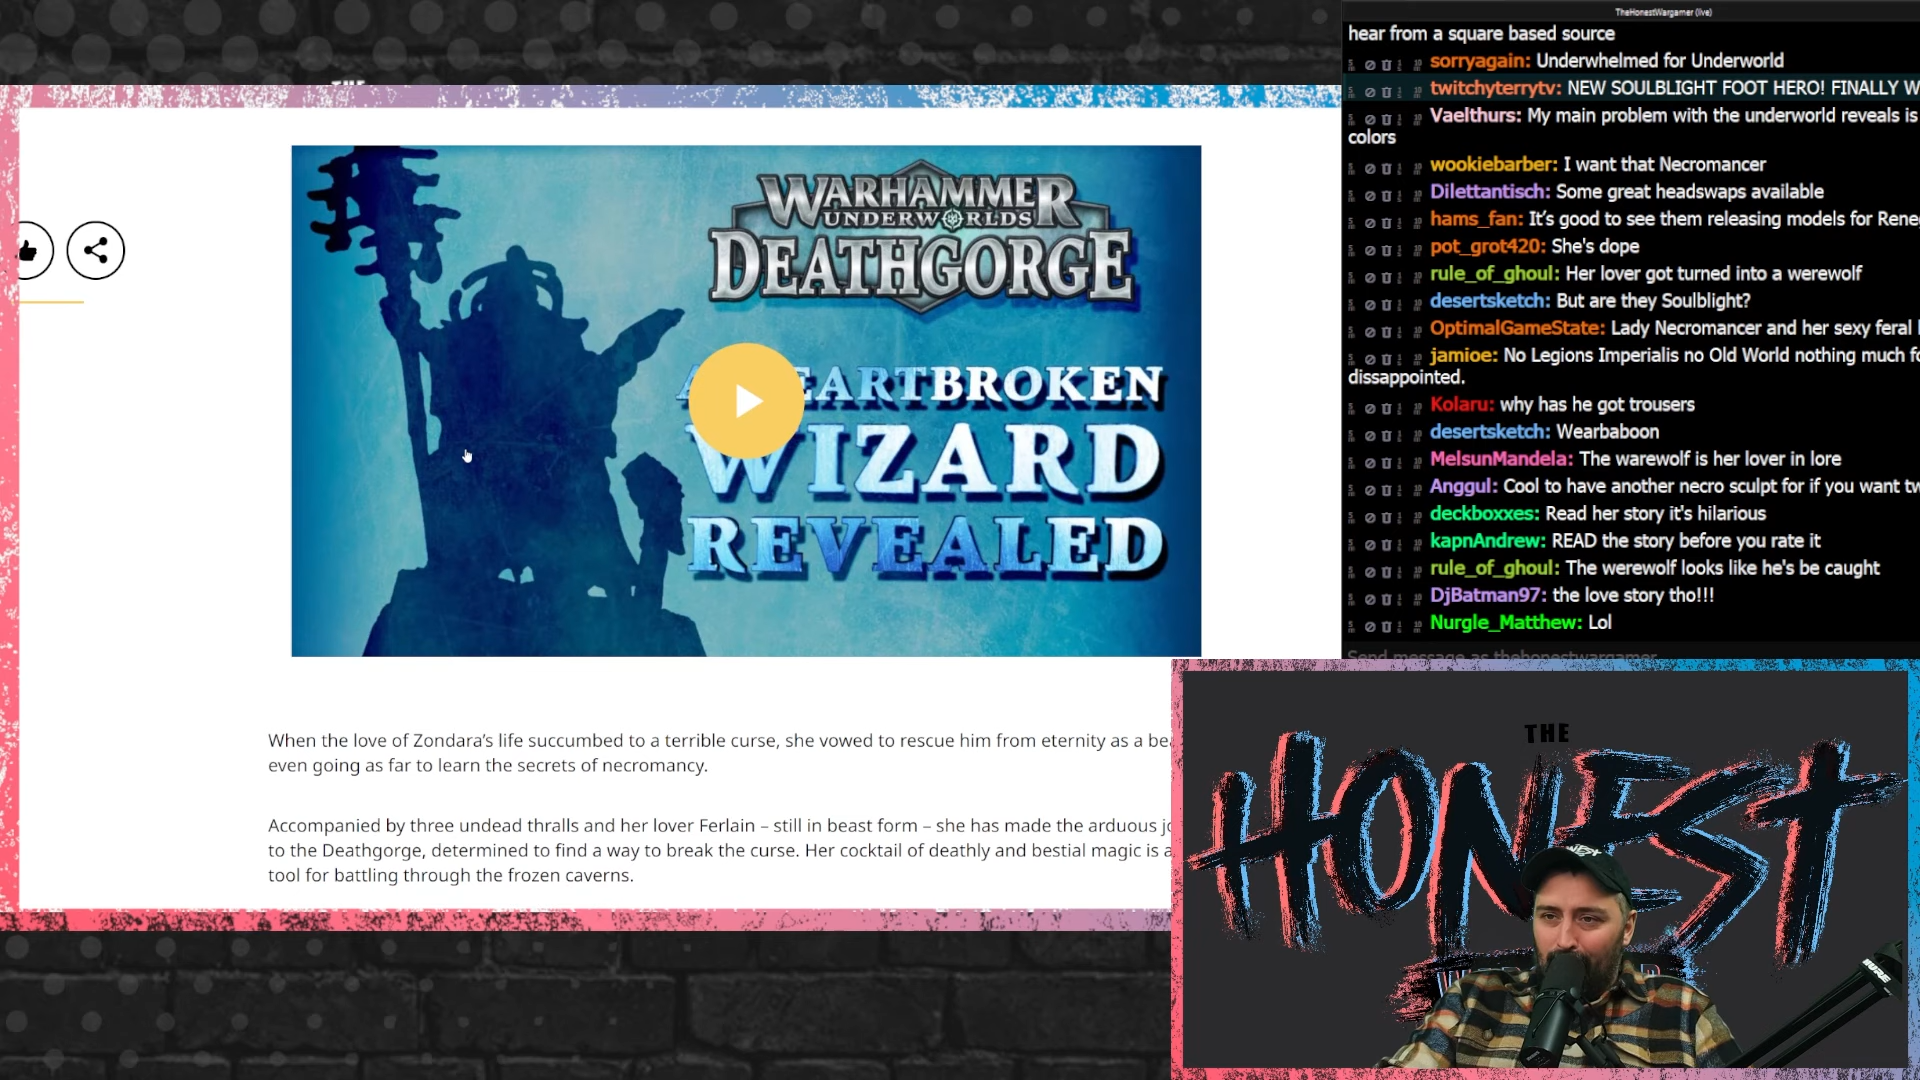 WARHAMMER
UNDERWORLDS
DEATHGORGE
HEARTBROKEN
WIZARD
REVEALED
When the love of Zondara's life succumbed to a terrible curse, she vowed to rescue him from eternity as a
even going as far to learn the secrets of necromancy.
Accompanied by three undead thralls and her lover Ferlain – still in beast form – she has made the arduous
to the Deathgorge, determined to find a way to break the curse. Her cocktail of deathly and bestial magic is a
tool for battling through the frozen caverns.
TheHonestWargamer (live)
hear from a square based source
sorryagain: Underwhelmed for Underworld
twitchyterrytv: NEW SOULBLIGHT FOOT HERO! FINALLY W
Vaelthurs: My main problem with the underworld reveals is
colors
wookiebarber: I want that Necromancer
Dilettantisch: Some great headswaps available
hams_fan: It's good to see them releasing models for Rene
pot_grot420: She's dope
rule_of_ghoul: Her lover got turned into a werewolf
desertsketch: But are they Soulblight?
OptimalGameState: Lady Necromancer and her sexy feral
jamioe: No Legions Imperialis no Old World nothing much fo
dissappointed.
Kolaru: why has he got trousers
desertsketch: Wearbaboon
MelsunMandela: The warewolf is her lover in lore
Anggul: Cool to have another necro sculpt for if you want tw
deckboxxes: Read her story it's hilarious
kapnAndrew: READ the story before you rate it
rule_of_ghoul: The werewolf looks like he's be caught
DjBatman97: the love story tho!!!
Nurgle_Matthew: Lol
Send message as thehonestwargamer
THE
HONEST
SHURE